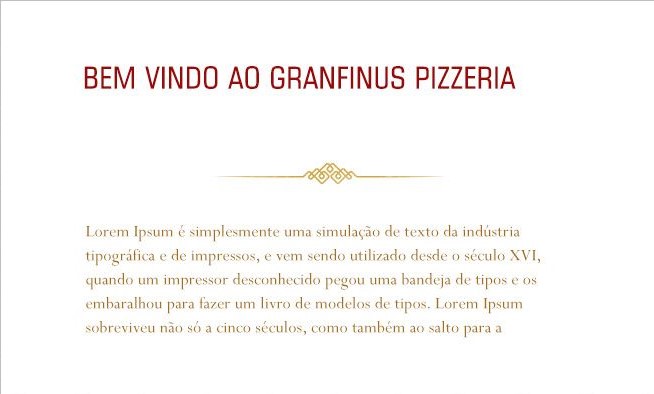 BEM VINDO AO GRANFINUS PIZZERIA
Lorem Ipsum é simplesmente uma simulação de texto da indústria
tipográfica e de impressos, e vem sendo utilizado desde o século XVI,
quando um impressor desconhecido pegou uma bandeja de tipos e os
embaralhou para fazer um livro de modelos de tipos. Lorem Ipsum
sobreviveu não só a cinco séculos, como também ao salto para a